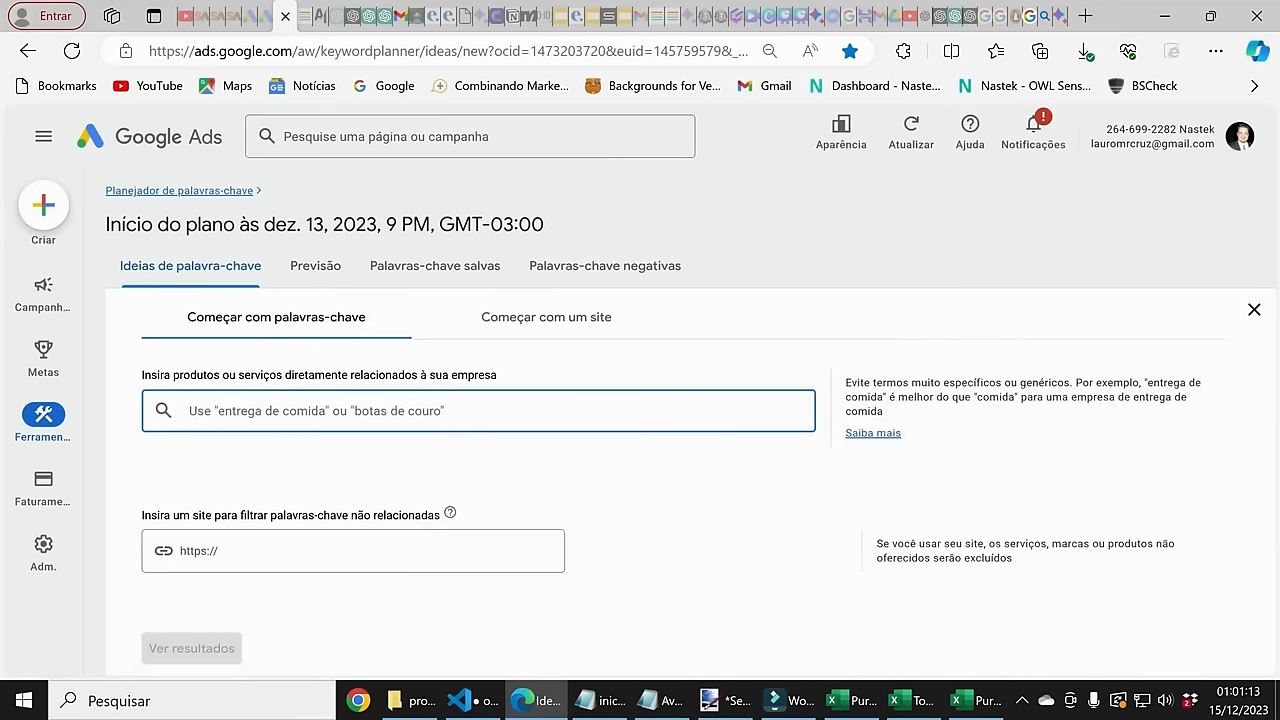 Entrar
https://ads.google.com/aw/keywordplanner/ideas/new?ocid=1473203720&euid=145759579&_...
Bookmarks YouTube Maps Notícias Google Combinando Marke... Backgrounds for Ve... Gmail Dashboard - Naste... Nastek - OWL Sens... BSCheck
Google Ads
Pesquise uma página ou campanha
Aparência Atualizar Ajuda Notificações
264-699-2282 Nastek
lauromrcruz@gmail.com
Criar
Campanh...
Metas
Ferramen...
Faturame...
Adm.
Planejador de palavras-chave
Início do plano às dez. 13, 2023, 9 PM, GMT-03:00
Ideias de palavra-chave Previsão Palavras-chave salvas Palavras-chave negativas
Começar com palavras-chave Começar com um site
Insira produtos ou serviços diretamente relacionados à sua empresa
Use "entrega de comida" ou "botas de couro"
Evite termos muito específicos ou genéricos. Por exemplo, "entrega de
comida" é melhor do que "comida" para uma empresa de entrega de
comida
Saiba mais
Insira um site para filtrar palavras-chave não relacionadas
https://
Se você usar seu site, os serviços, marcas ou produtos não
oferecidos serão excluídos
Ver resultados
Pesquisar
pro... o... Ide... inic... Av... *Se... Wo... Pur... To... Pur...
01:01:13
15/12/2023